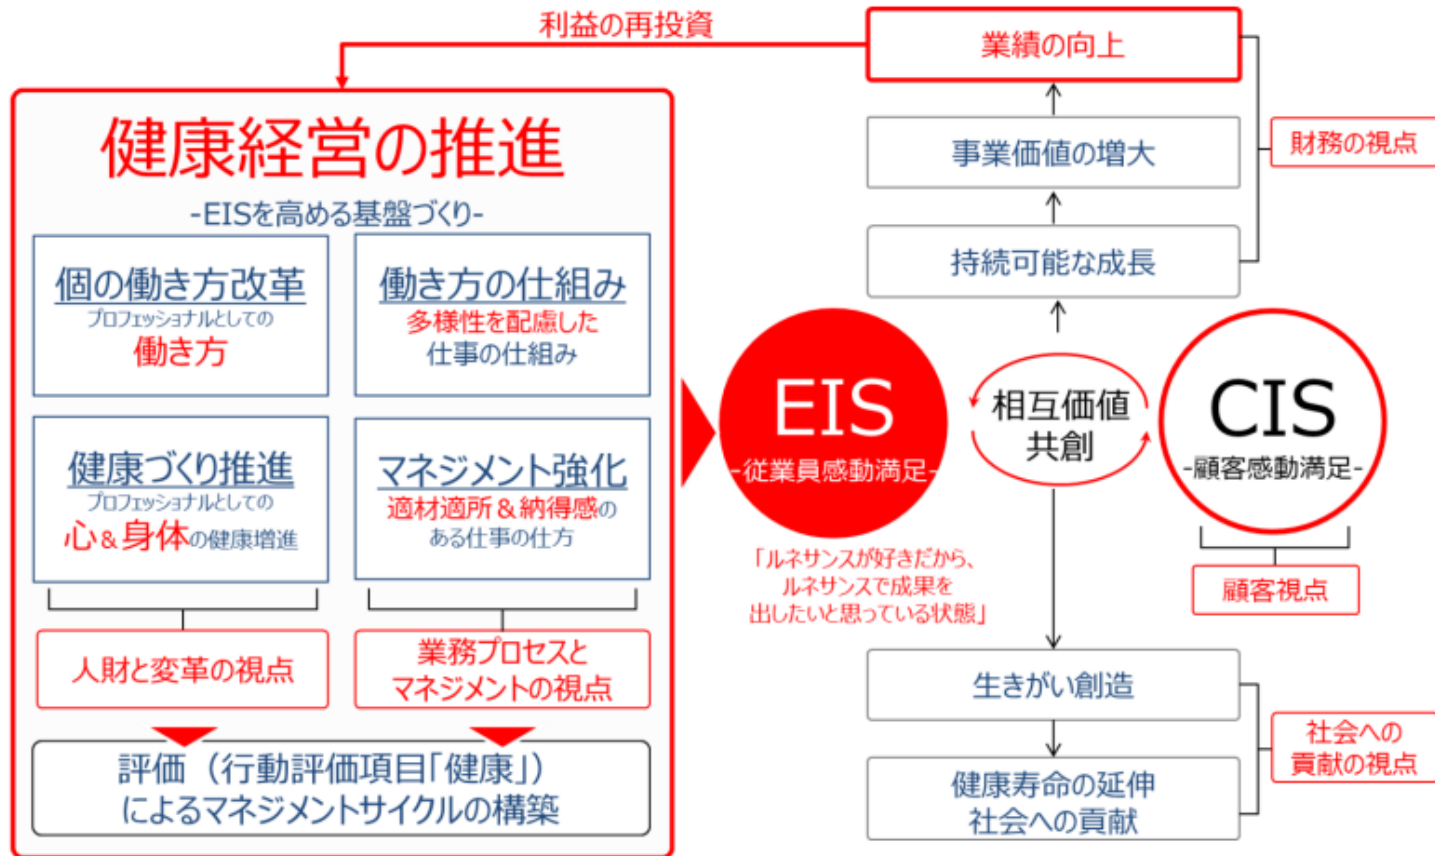 利益の再投資
業績の向上
事業価値の増大
持続可能な成長
財務の視点
健康経営の推進
-EISを高める基盤づくり-
個の働き方改革
プロフェッショナルとしての
働き方
働き方の仕組み
多様性を配慮した
仕事の仕組み
健康づくり推進
プロフェッショナルとしての
心&身体の健康増進
マネジメント強化
適材適所&納得感の
ある仕事の仕方
人財と変革の視点
業務プロセスと
マネジメントの視点
評価(行動評価項目「健康」)
によるマネジメントサイクルの構築
EIS
-従業員感動満足-
「ルネサンスが好きだから、
ルネサンスで成果を
出したいと思っている状態」
相互価値
共創
CIS
-顧客感動満足-
顧客視点
生きがい創造
健康寿命の延伸
社会への貢献
社会への
貢献の視点